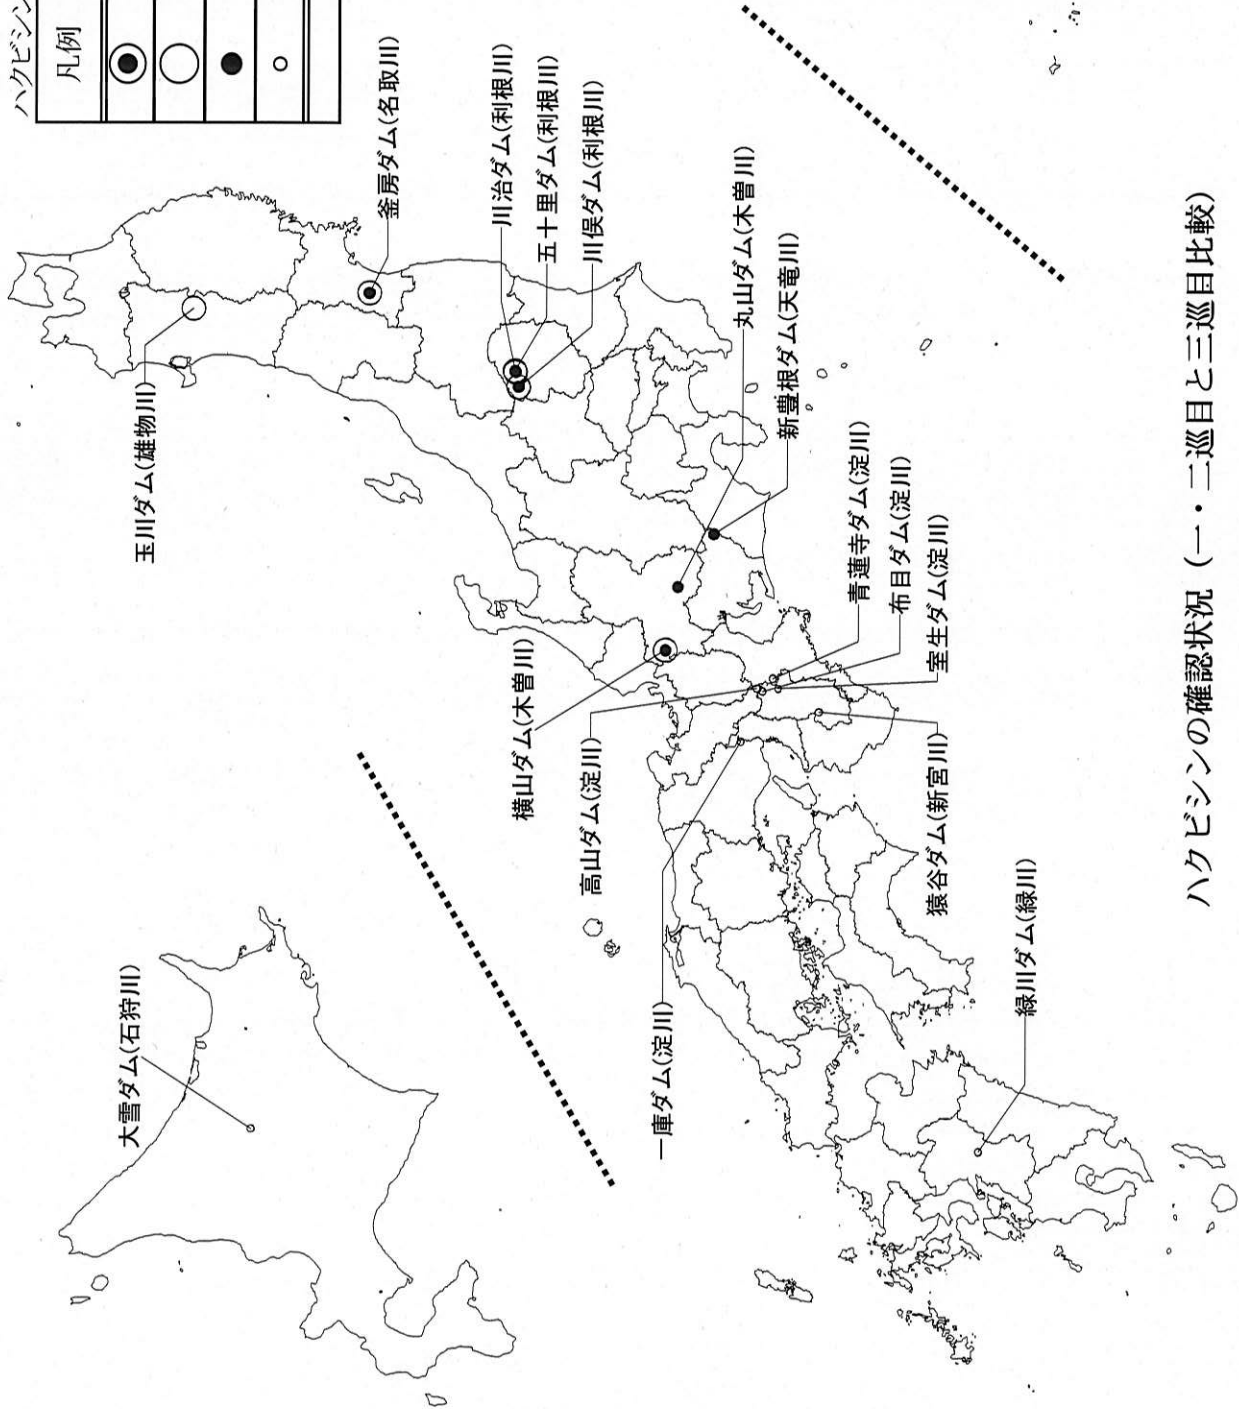 ハクビシン
凡例
大雪ダム(石狩川)
玉川ダム(雄物川)
釜房ダム(名取川)
川治ダム(利根川)
五十里ダム(利根川)
川俣ダム(利根川)
丸山ダム(木曽川)
新豊根ダム(天竜川)
横山ダム(木曽川)
高山ダム(淀川)
青蓮寺ダム(淀川)
布目ダム(淀川)
室生ダム(淀川)
猿谷ダム(新宮川)
一庫ダム(淀川)
緑川ダム(緑川)
ハクビシンの確認状況 (一・二巡目と三巡目比較)